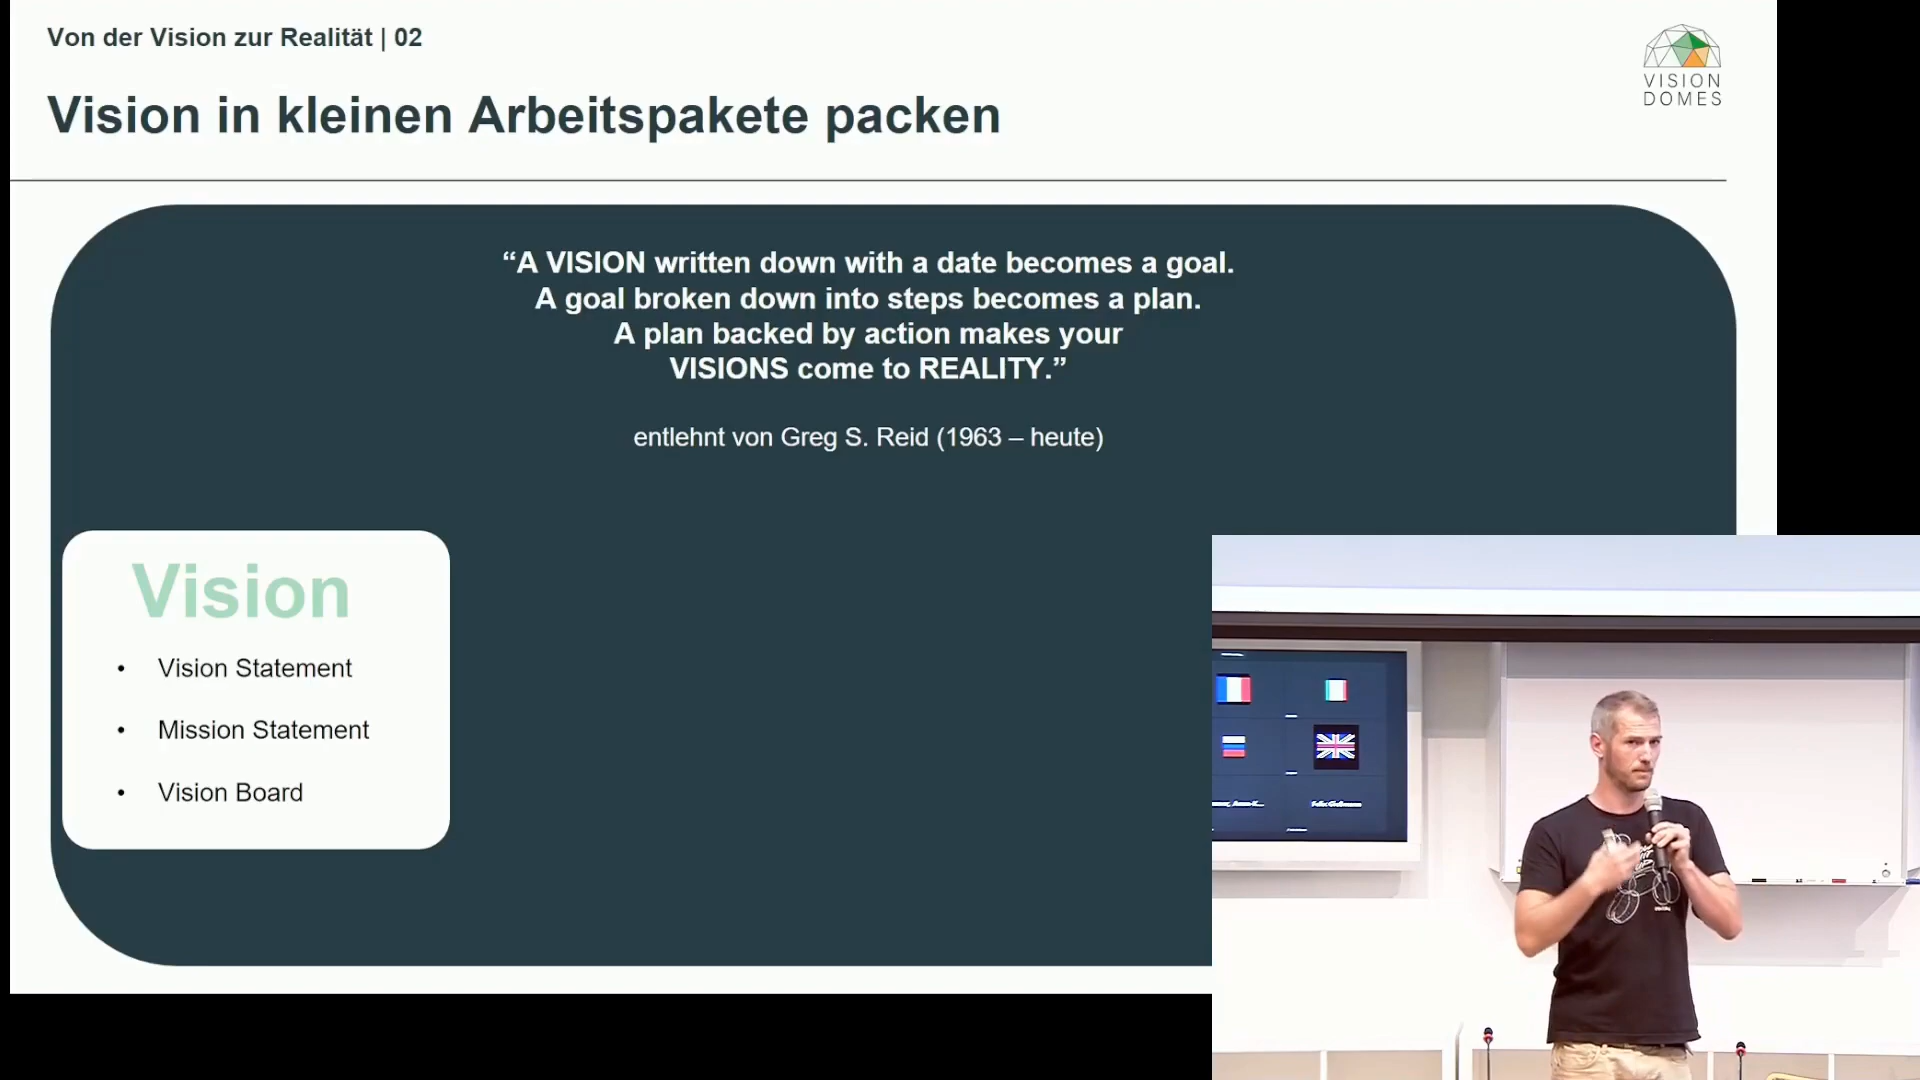 Von der Vision zur Realität | 02
VISION
DOMES
Vision in kleinen Arbeitspakete packen
“A VISION written down with a date becomes a goal.
A goal broken down into steps becomes a plan.
A plan backed by action makes your
VISIONS come to REALITY.”
entlehnt von Greg S. Reid (1963 – heute)
Vision
• Vision Statement
• Mission Statement
• Vision Board